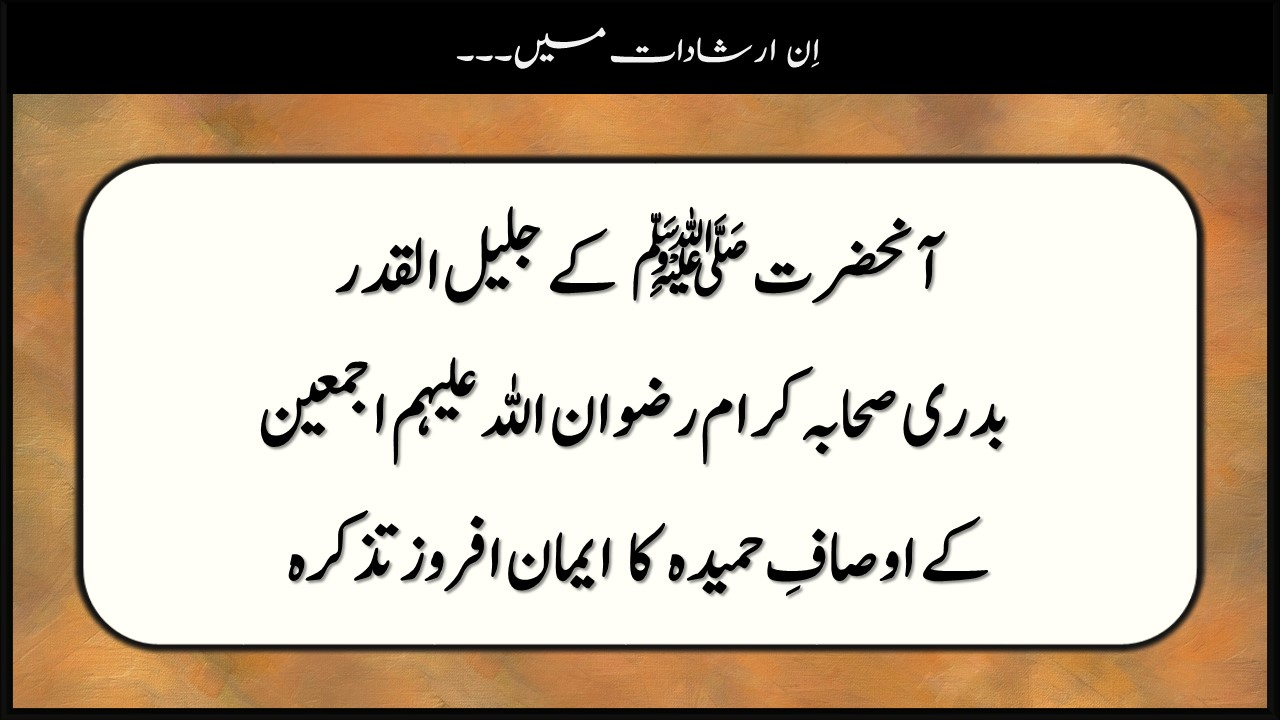 اِن ارشادات میں۔۔۔
آنحضرت ﷺ کے جلیل القدر
بدری صحابہ کرام رضوان اللہ علیہم اجمعین
کے اوصافِ حمیدہ کا ایمان افروز تذکرہ